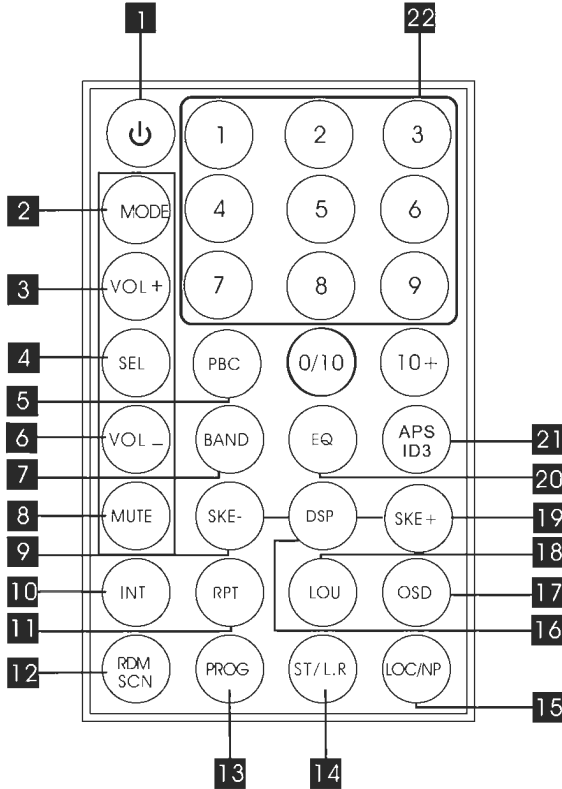 1 22
1 2 3
2 MODE 4 5 6
3 VOL + 7 8 9
4 SEL PBC 0/10 10+
5
6 VOL _ BAND EQ APS
ID3 21
7 20
8 MUTE SKE- DSP SKE+ 19
9 18
10 INT RPT LOU OSD 17
11 16
12 RDM
SCN PROG ST/L.R LOC/NP
15
13 14